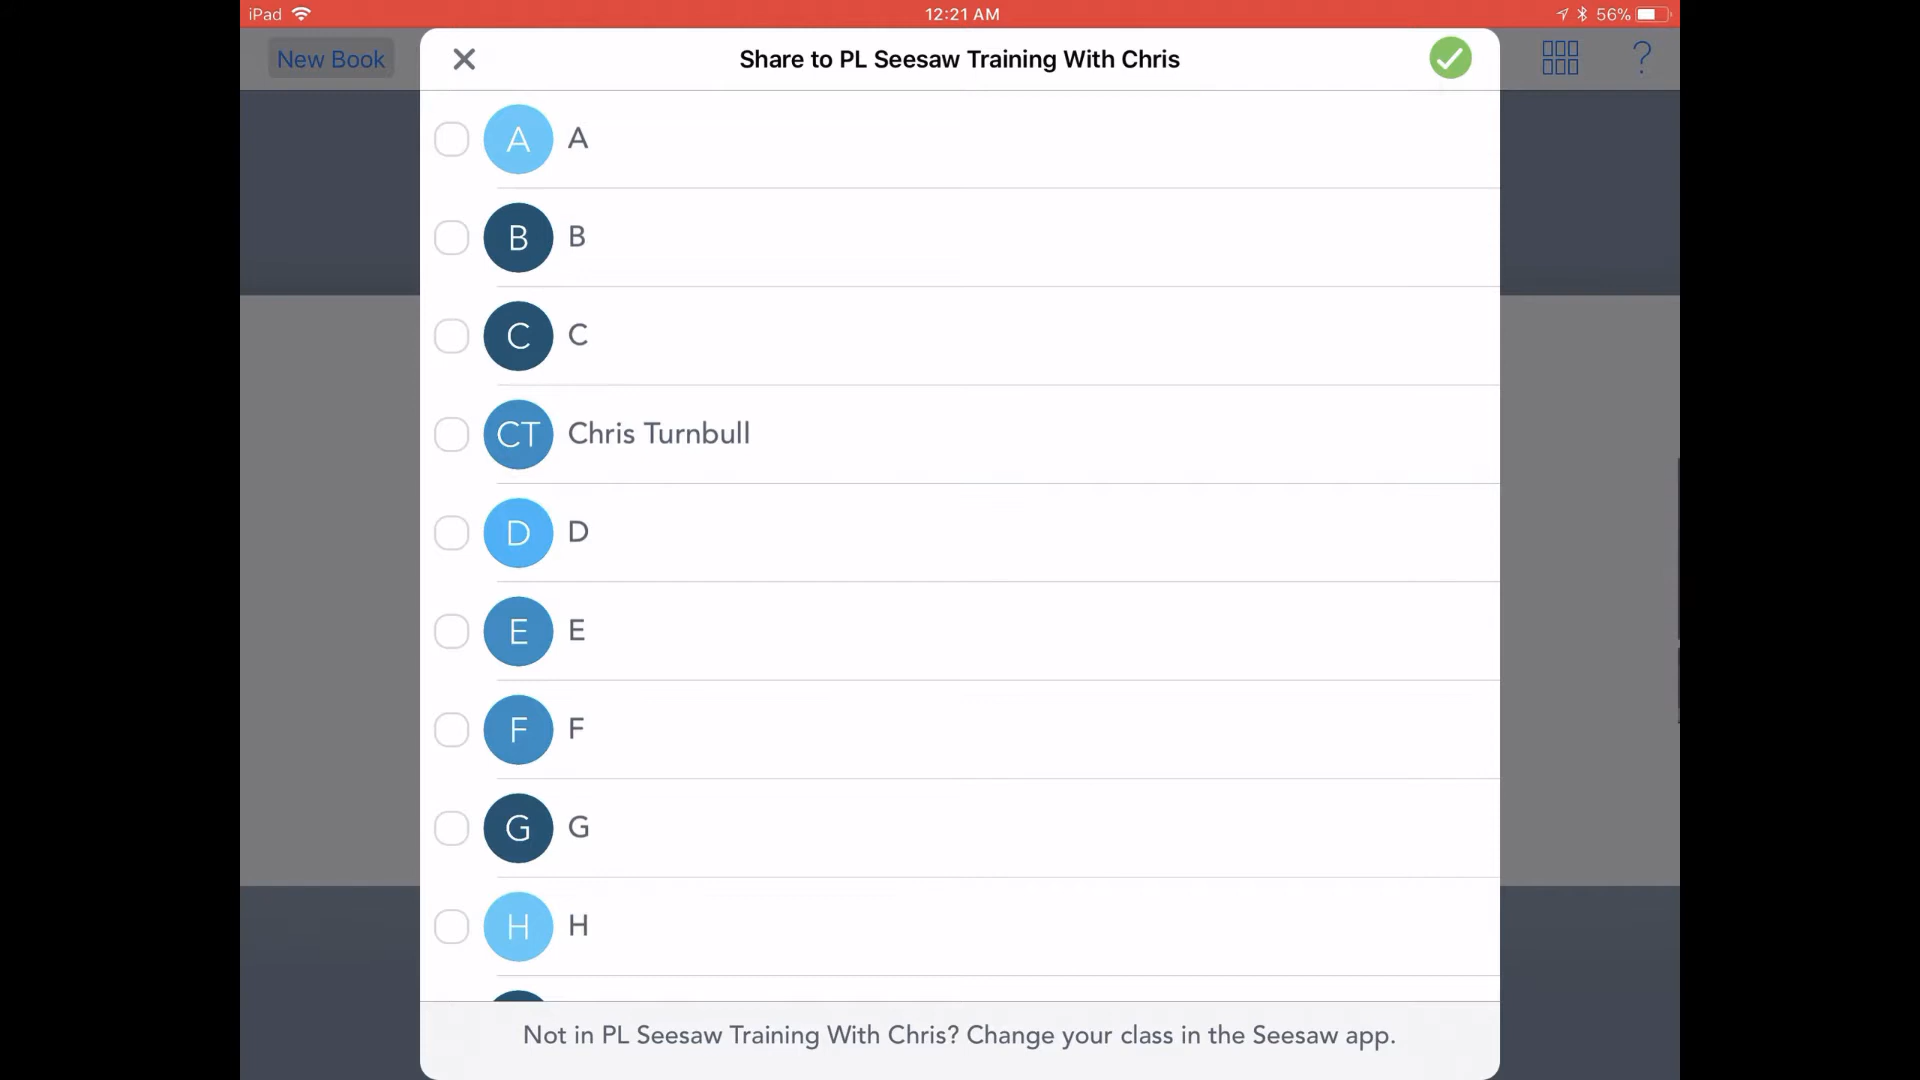 iPad 12:21 AM 56%
New Book Share to PL Seesaw Training With Chris ?
A A
B B
C C
CT Chris Turnbull
D D
E E
F F
G G
H H
Not in PL Seesaw Training With Chris? Change your class in the Seesaw app.